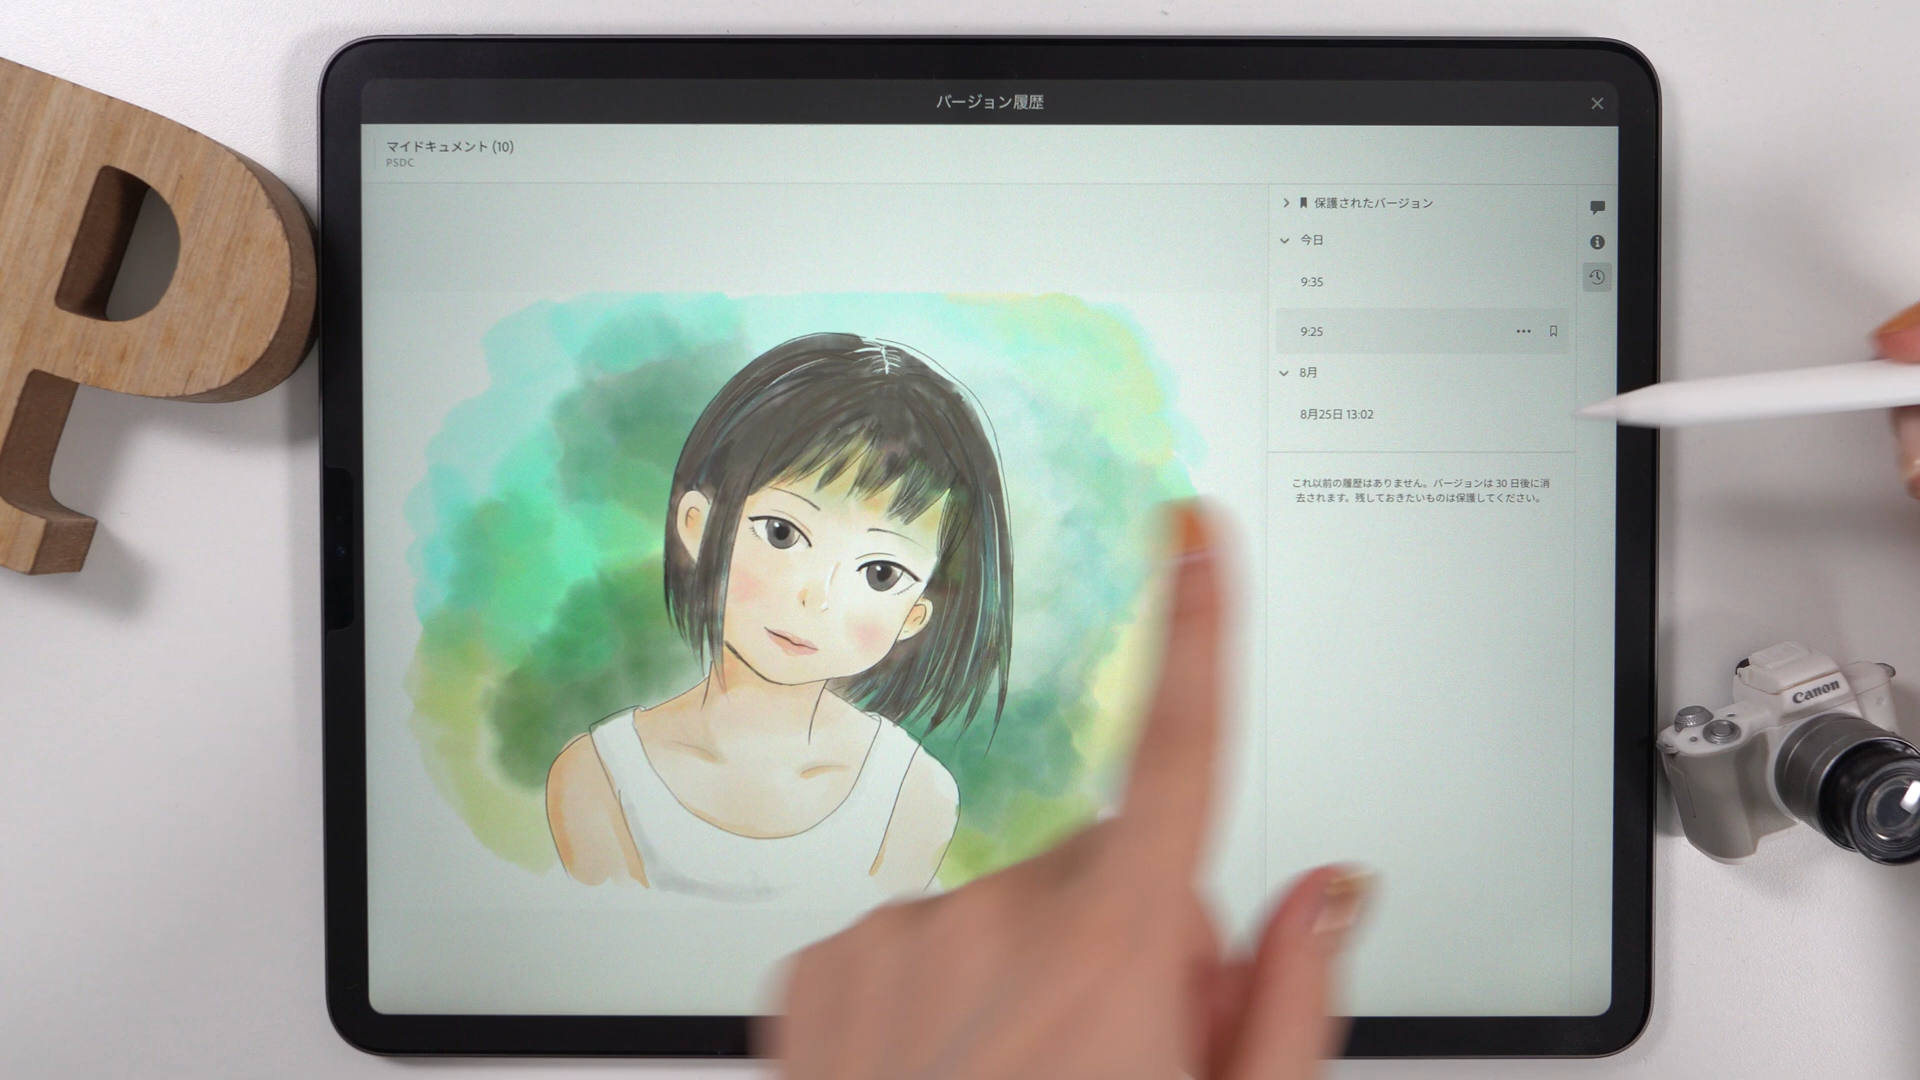 バージョン履歴
マイドキュメント (10)
PSDC
保護されたバージョン
今日
9:35
9:25
8月
8月25日 13:02
これ以前の履歴はありません。バージョンは 30 日後に消
去されます。残しておきたいものは保護してください。
P
Canon